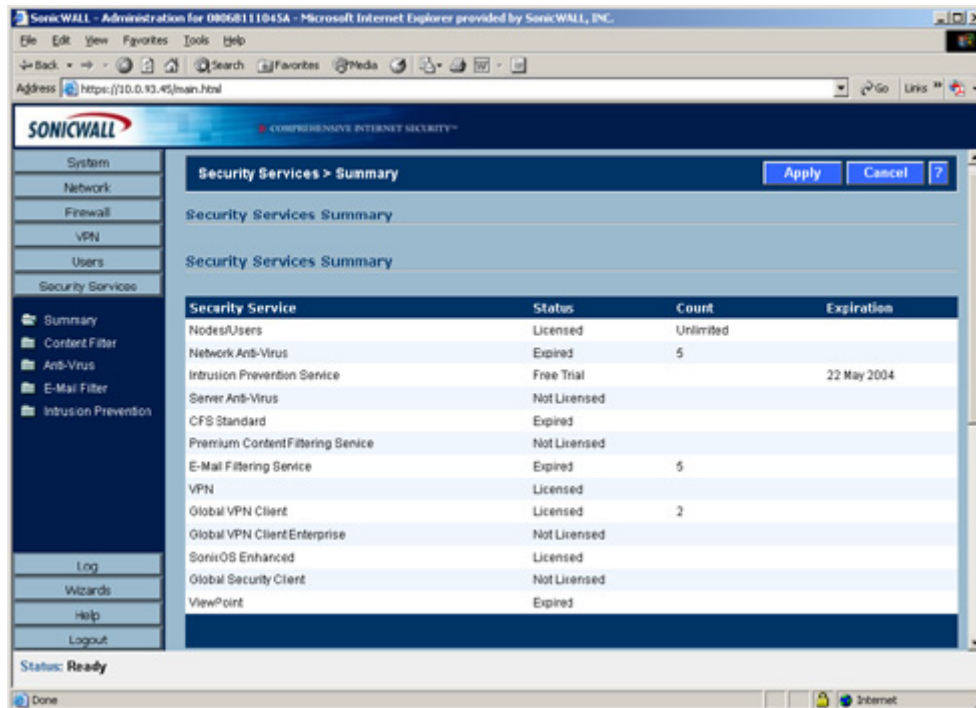 SonicWALL - Administration for 0006B111045A - Microsoft Internet Explorer provided by SonicWALL, INC.
File Edit View Favorites Tools Help
Back Search Favorites Media
Address https://10.0.93.45/main.html Go Links »
SONICWALL COMPREHENSIVE INTERNET SECURITY™
System
Network
Firewall
VPN
Users
Security Services
Summary
Content Filter
Anti-Virus
E-Mail Filter
Intrusion Prevention
Log
Wizards
Help
Logout
Security Services > Summary Apply Cancel ?
Security Services Summary
Security Services Summary
Security Service Status Count Expiration
Nodes/Users Licensed Unlimited
Network Anti-Virus Expired 5
Intrusion Prevention Service Free Trial 22 May 2004
Server Anti-Virus Not Licensed
CFS Standard Expired
Premium Content Filtering Service Not Licensed
E-Mail Filtering Service Expired 5
VPN Licensed
Global VPN Client Licensed 2
Global VPN Client Enterprise Not Licensed
SonicOS Enhanced Licensed
Global Security Client Not Licensed
ViewPoint Expired
Status: Ready
Done Internet